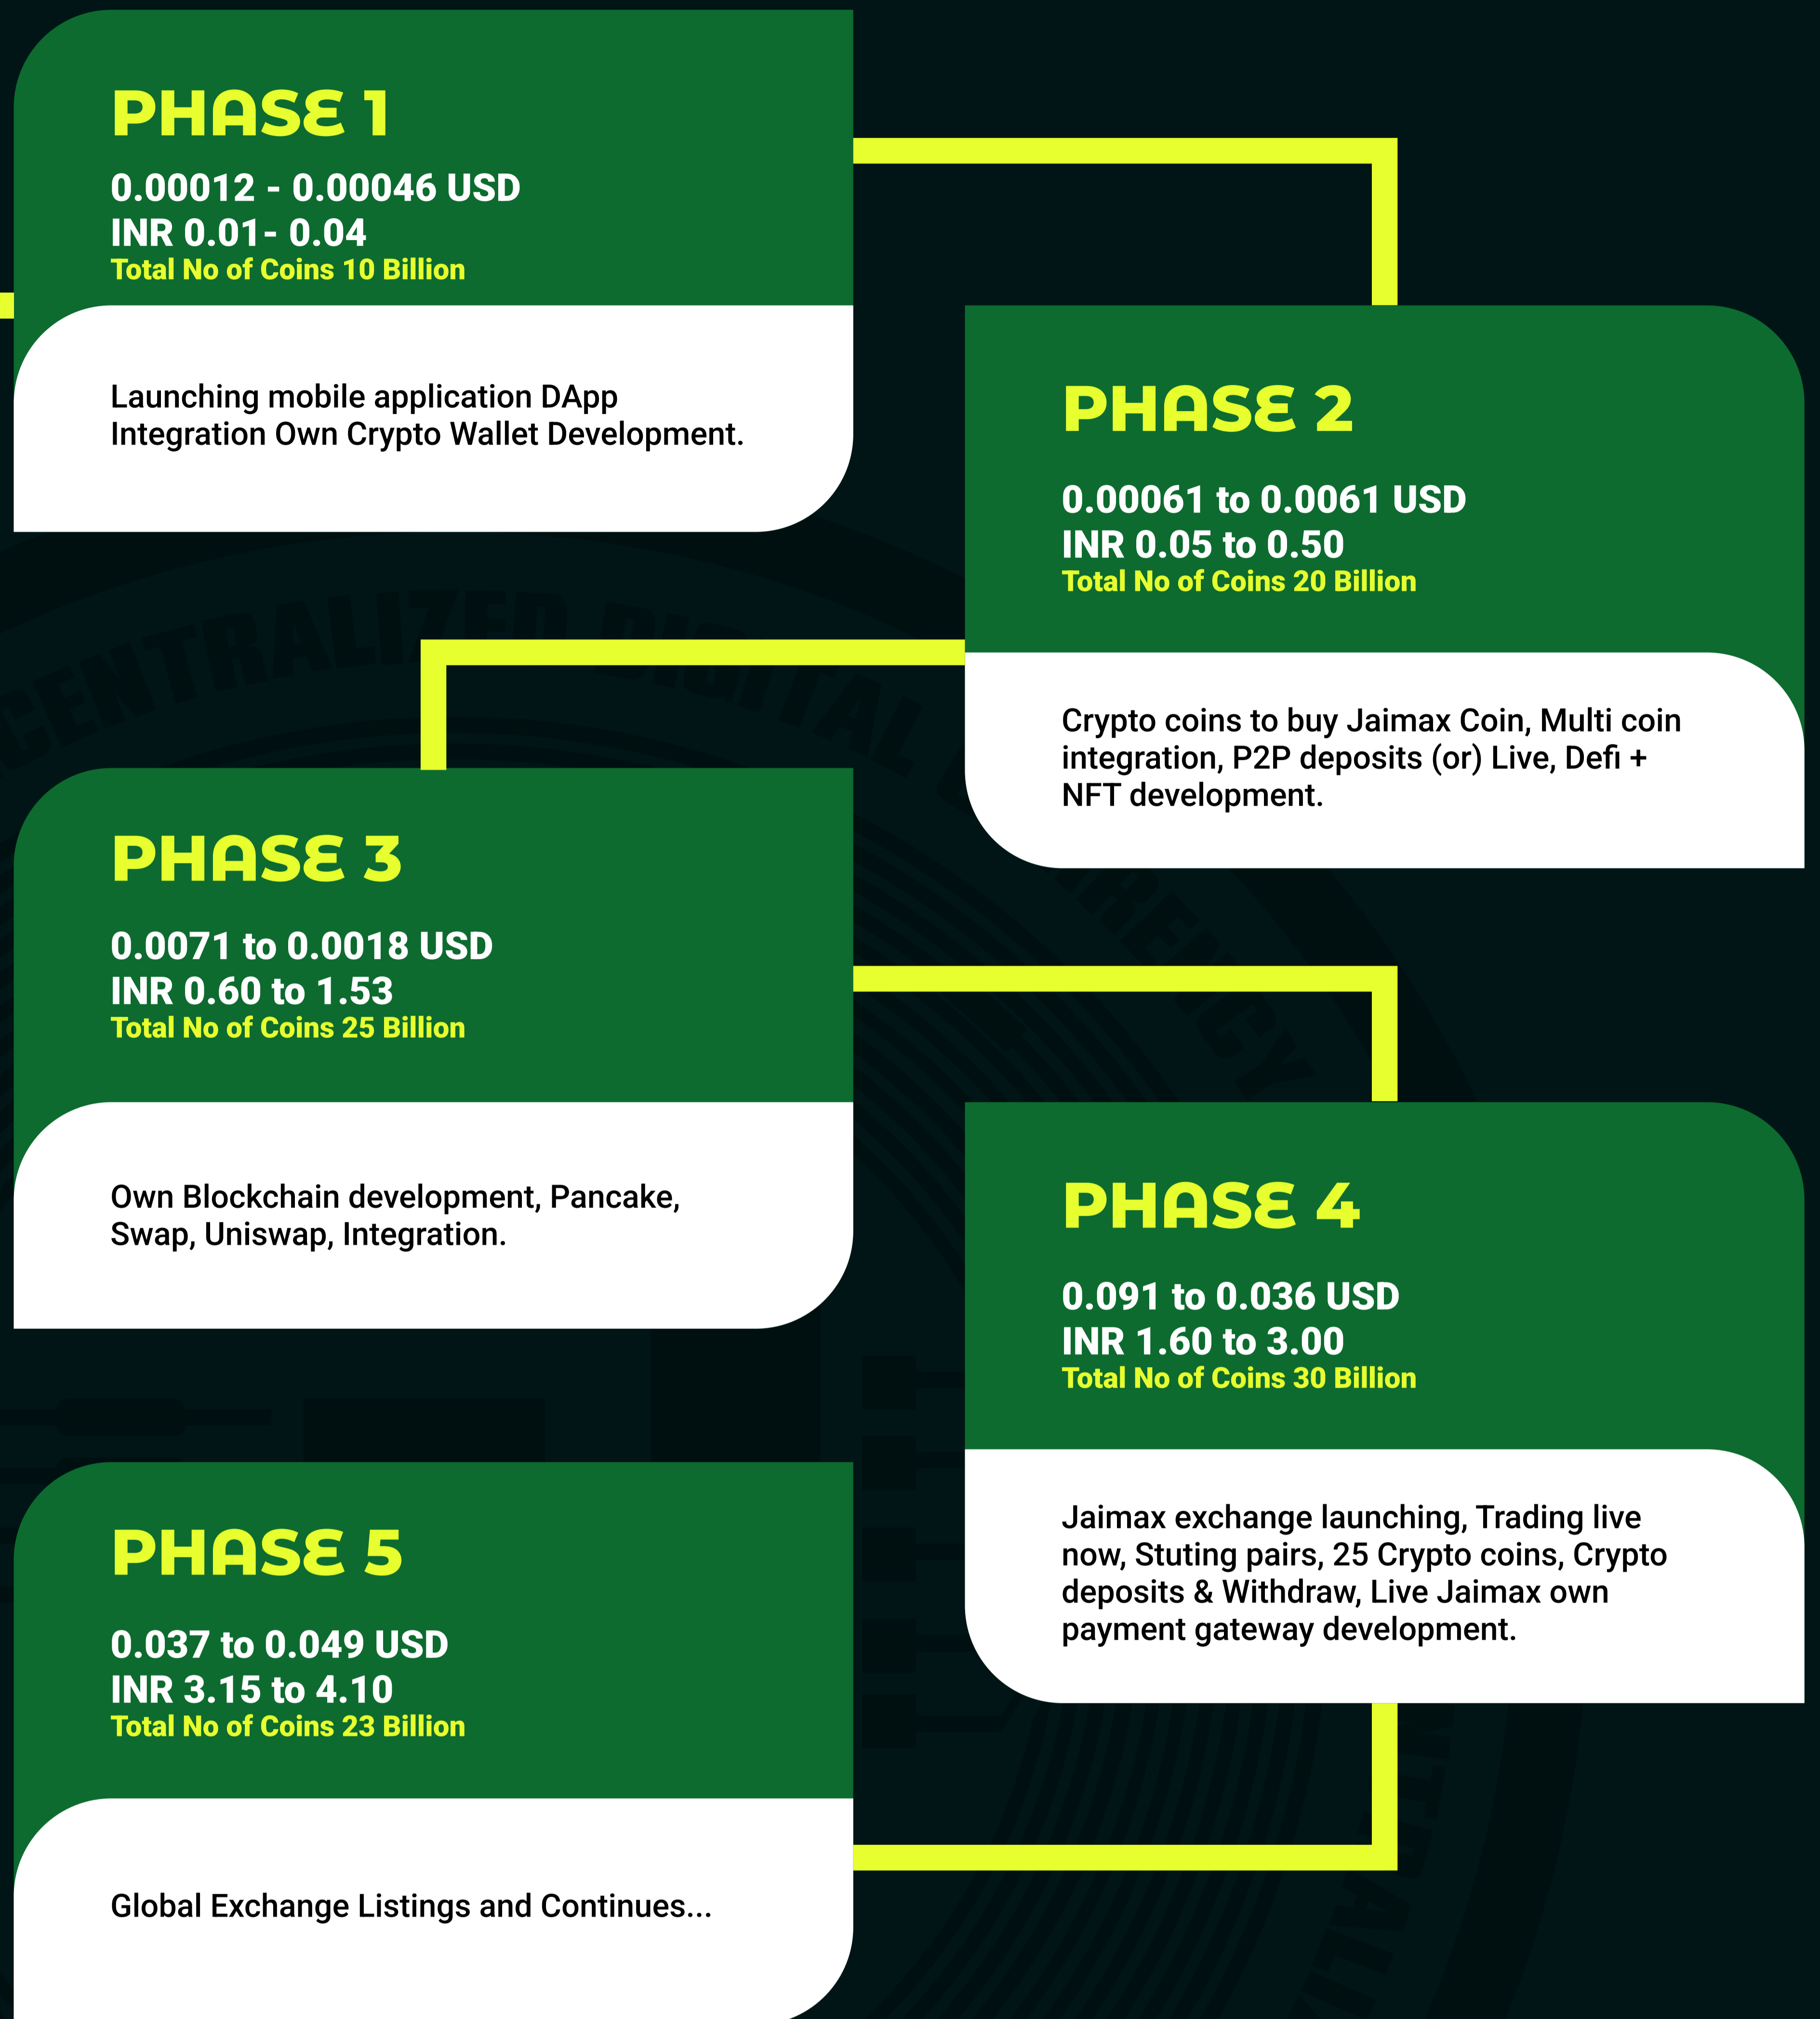 PHASE 1
0.00012 - 0.00046 USD
INR 0.01- 0.04
Total No of Coins 10 Billion
Launching mobile application DApp
Integration Own Crypto Wallet Development.
PHASE 2
0.00061 to 0.0061 USD
INR 0.05 to 0.50
Total No of Coins 20 Billion
Crypto coins to buy Jaimax Coin, Multi coin
integration, P2P deposits (or) Live, Defi +
NFT development.
PHASE 3
0.0071 to 0.0018 USD
INR 0.60 to 1.53
Total No of Coins 25 Billion
Own Blockchain development, Pancake,
Swap, Uniswap, Integration.
PHASE 4
0.091 to 0.036 USD
INR 1.60 to 3.00
Total No of Coins 30 Billion
Jaimax exchange launching, Trading live
now, Stuting pairs, 25 Crypto coins, Crypto
deposits & Withdraw, Live Jaimax own
payment gateway development.
PHASE 5
0.037 to 0.049 USD
INR 3.15 to 4.10
Total No of Coins 23 Billion
Global Exchange Listings and Continues...
DIGITAL